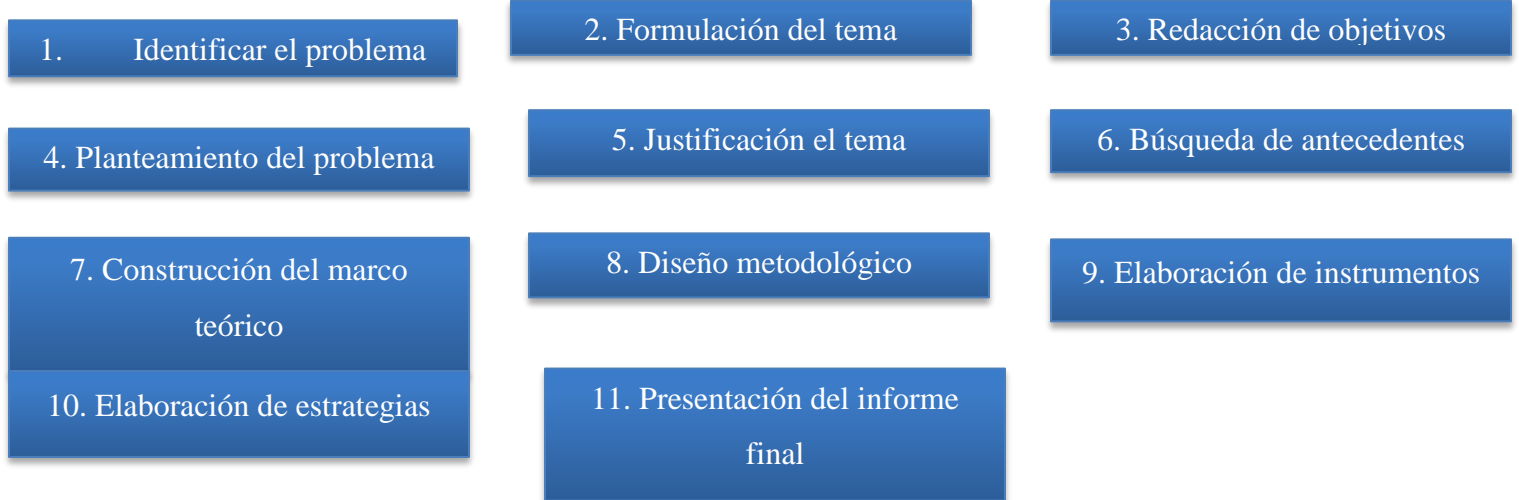 1. Identificar el problema
2. Formulación del tema
3. Redacción de objetivos
4. Planteamiento del problema
5. Justificación el tema
6. Búsqueda de antecedentes
7. Construcción del marco
teórico
8. Diseño metodológico
9. Elaboración de instrumentos
10. Elaboración de estrategias
11. Presentación del informe
final